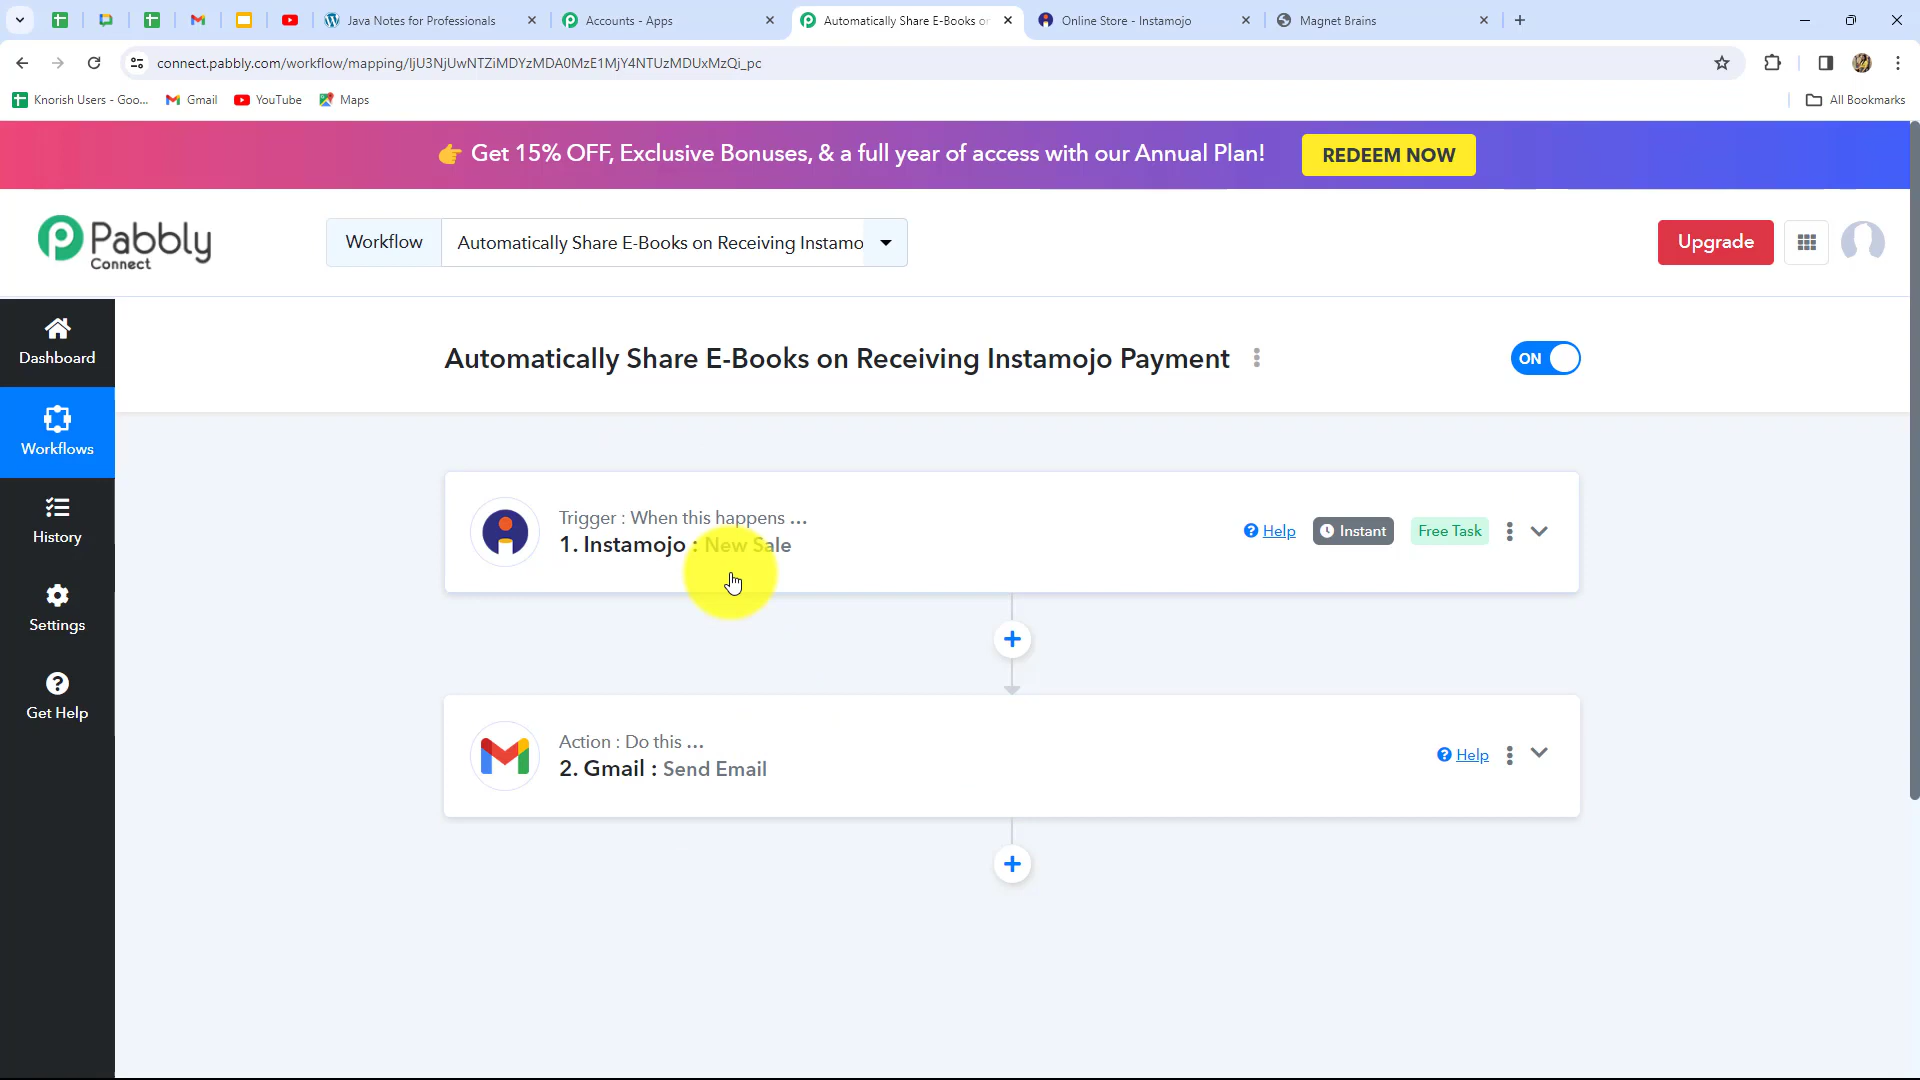 Java Notes for Professionals
Accounts - Apps
Automatically Share E-Books on
Online Store - Instamojo
Magnet Brains
connect.pabbly.com/workflow/mapping/IjU3NjUwNTZiMDYzMDA0MzE1MjY4NTUzMDUxMzQi_pc
Knorish Users - Goo...
Gmail
YouTube
Maps
All Bookmarks
Get 15% OFF, Exclusive Bonuses, & a full year of access with our Annual Plan!
REDEEM NOW
Pabbly
Connect
Workflow
Automatically Share E-Books on Receiving Instamo
Upgrade
Dashboard
Workflows
History
Settings
Get Help
Automatically Share E-Books on Receiving Instamojo Payment
ON
Trigger : When this happens ...
1. Instamojo : New Sale
Help
Instant
Free Task
Action : Do this ...
2. Gmail : Send Email
Help